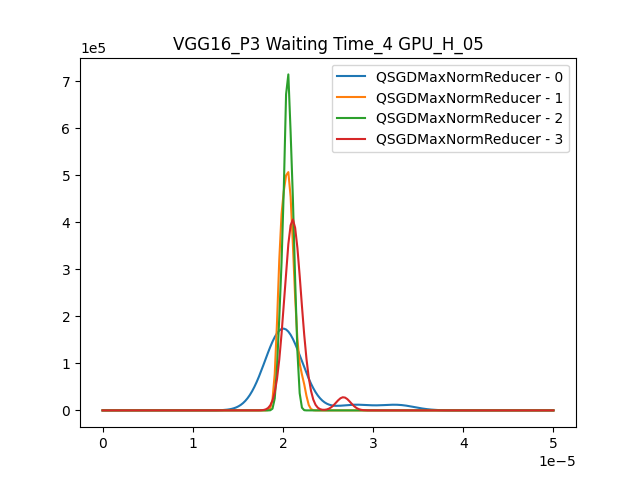 VGG16_P3 Waiting Time_4 GPU_H_05
1e5
QSGDMaxNormReducer - 0
QSGDMaxNormReducer - 1
QSGDMaxNormReducer - 2
QSGDMaxNormReducer - 3
7
6
5
4
3
2
1
0
0 1 2 3 4 5
1e−5